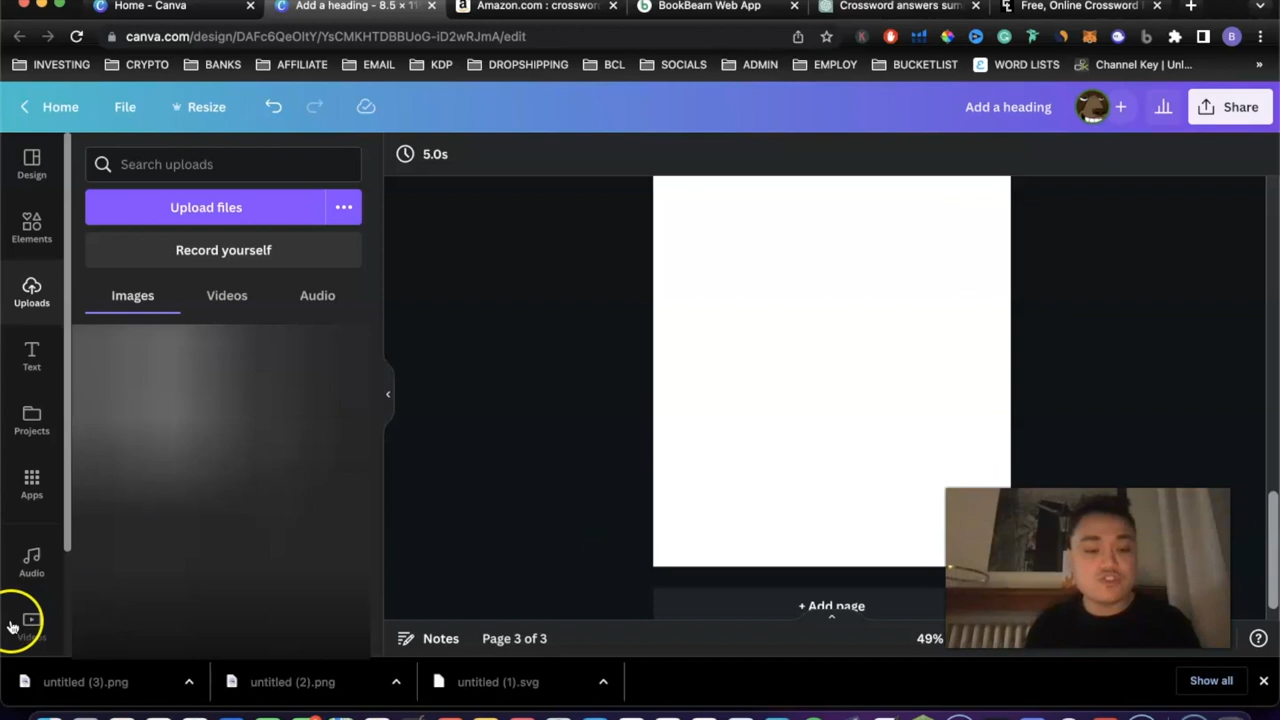 Home - Canva
Add a heading - 8.5 × 11
Amazon.com : crosswor
BookBeam Web App
Crossword answers sum
Free, Online Crossword
canva.com/design/DAFc6QeOItY/YsCMKHTDBBUoG-iD2wRJmA/edit
INVESTING
CRYPTO
BANKS
AFFILIATE
EMAIL
KDP
DROPSHIPPING
BCL
SOCIALS
ADMIN
EMPLOY
BUCKETLIST
WORD LISTS
Channel Key | Unl...
»
Home
File
Resize
Add a heading
Share
Design
Search uploads
5.0s
Upload files
Elements
Record yourself
Uploads
Images
Videos
Audio
Text
Projects
Apps
Audio
Videos
+ Add page
Notes
Page 3 of 3
49%
untitled (3).png
untitled (2).png
untitled (1).svg
Show all